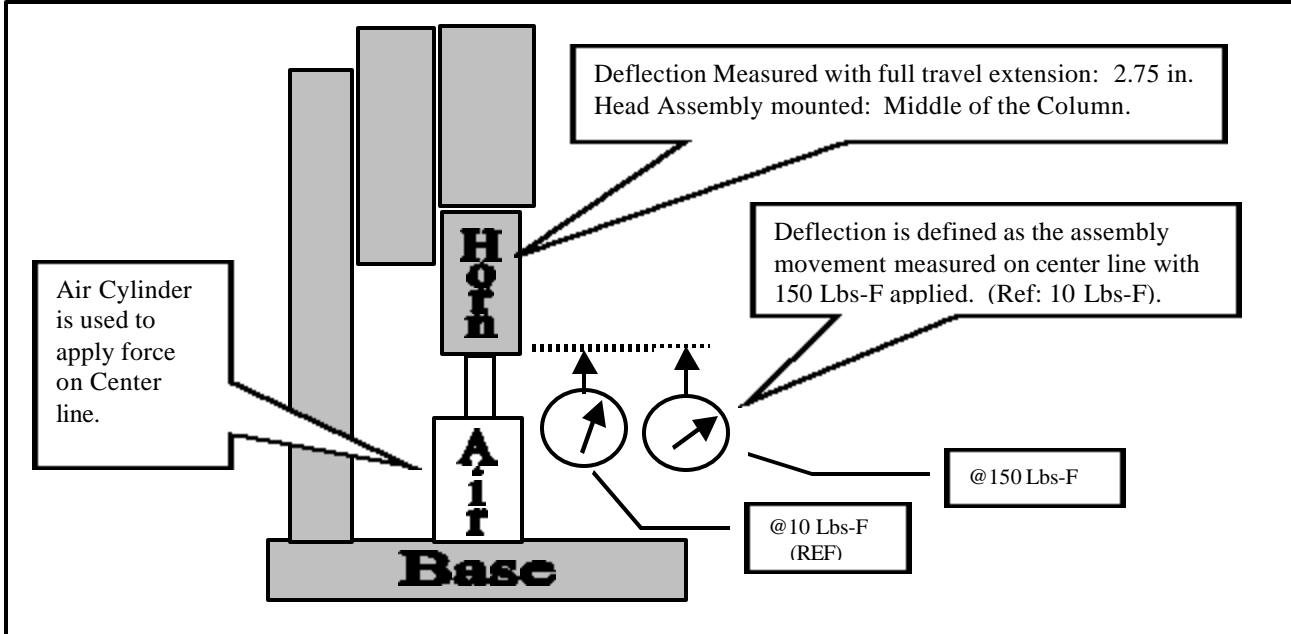 Deflection Measured with full travel extension: 2.75 in.
Head Assembly mounted: Middle of the Column.
Horn
Deflection is defined as the assembly
movement measured on center line with
150 Lbs-F applied. (Ref: 10 Lbs-F).
Air Cylinder
is used to
apply force
on Center
line.
Air
@150 Lbs-F
@10 Lbs-F
(REF)
Base